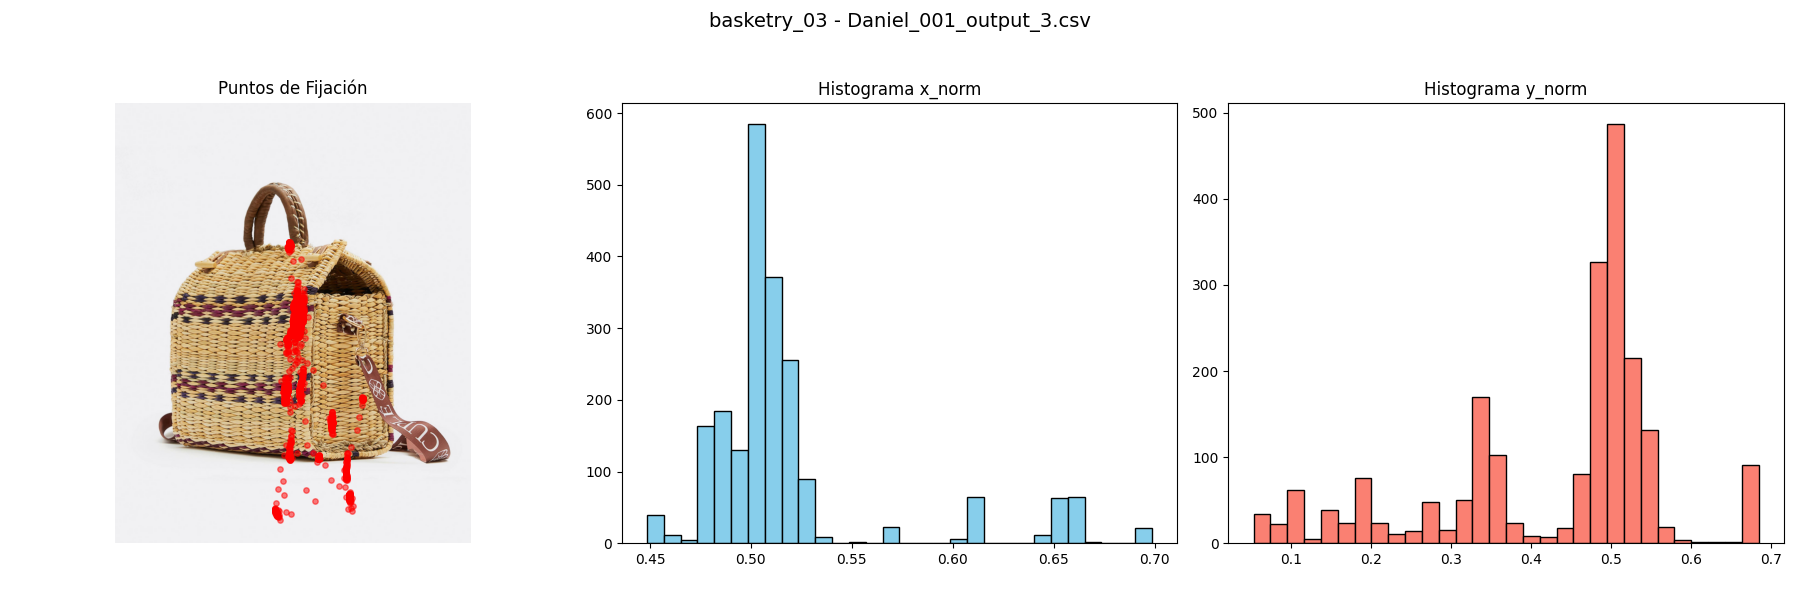 basketry_03 - Daniel_001_output_3.csv
Puntos de Fijación
Histograma x_norm
600
500
400
300
200
100
0
0.45 0.50 0.55 0.60 0.65 0.70
Histograma y_norm
500
400
300
200
100
0
0.1 0.2 0.3 0.4 0.5 0.6 0.7